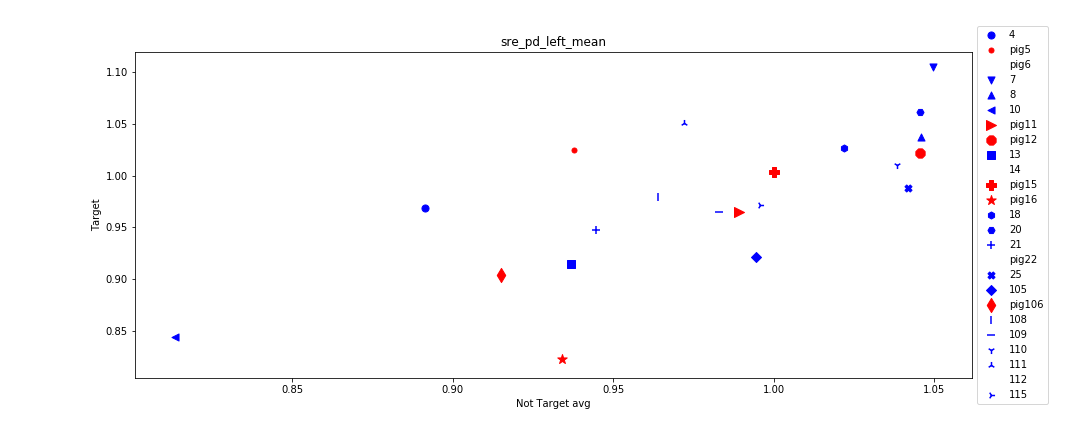 sre_pd_left_mean
Target
1.10
1.05
1.00
0.95
0.90
0.85
0.85
0.90
0.95
1.00
1.05
Not Target avg
4
pig5
pig6
7
8
10
pig11
pig12
13
14
pig15
pig16
18
20
21
pig22
25
105
pig106
108
109
110
111
112
115